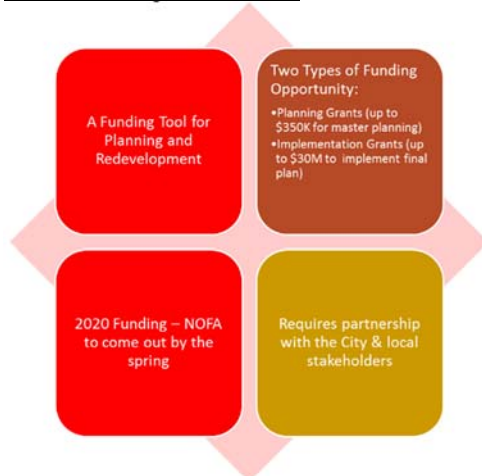 A Funding Tool for
Planning and
Redevelopment
Two Types of Funding
Opportunity:
•Planning Grants (up to
$350K for master planning)
•Implementation Grants (up
to $30M to implement final
plan)
2020 Funding – NOFA
to come out by the
spring
Requires partnership
with the City & local
stakeholders